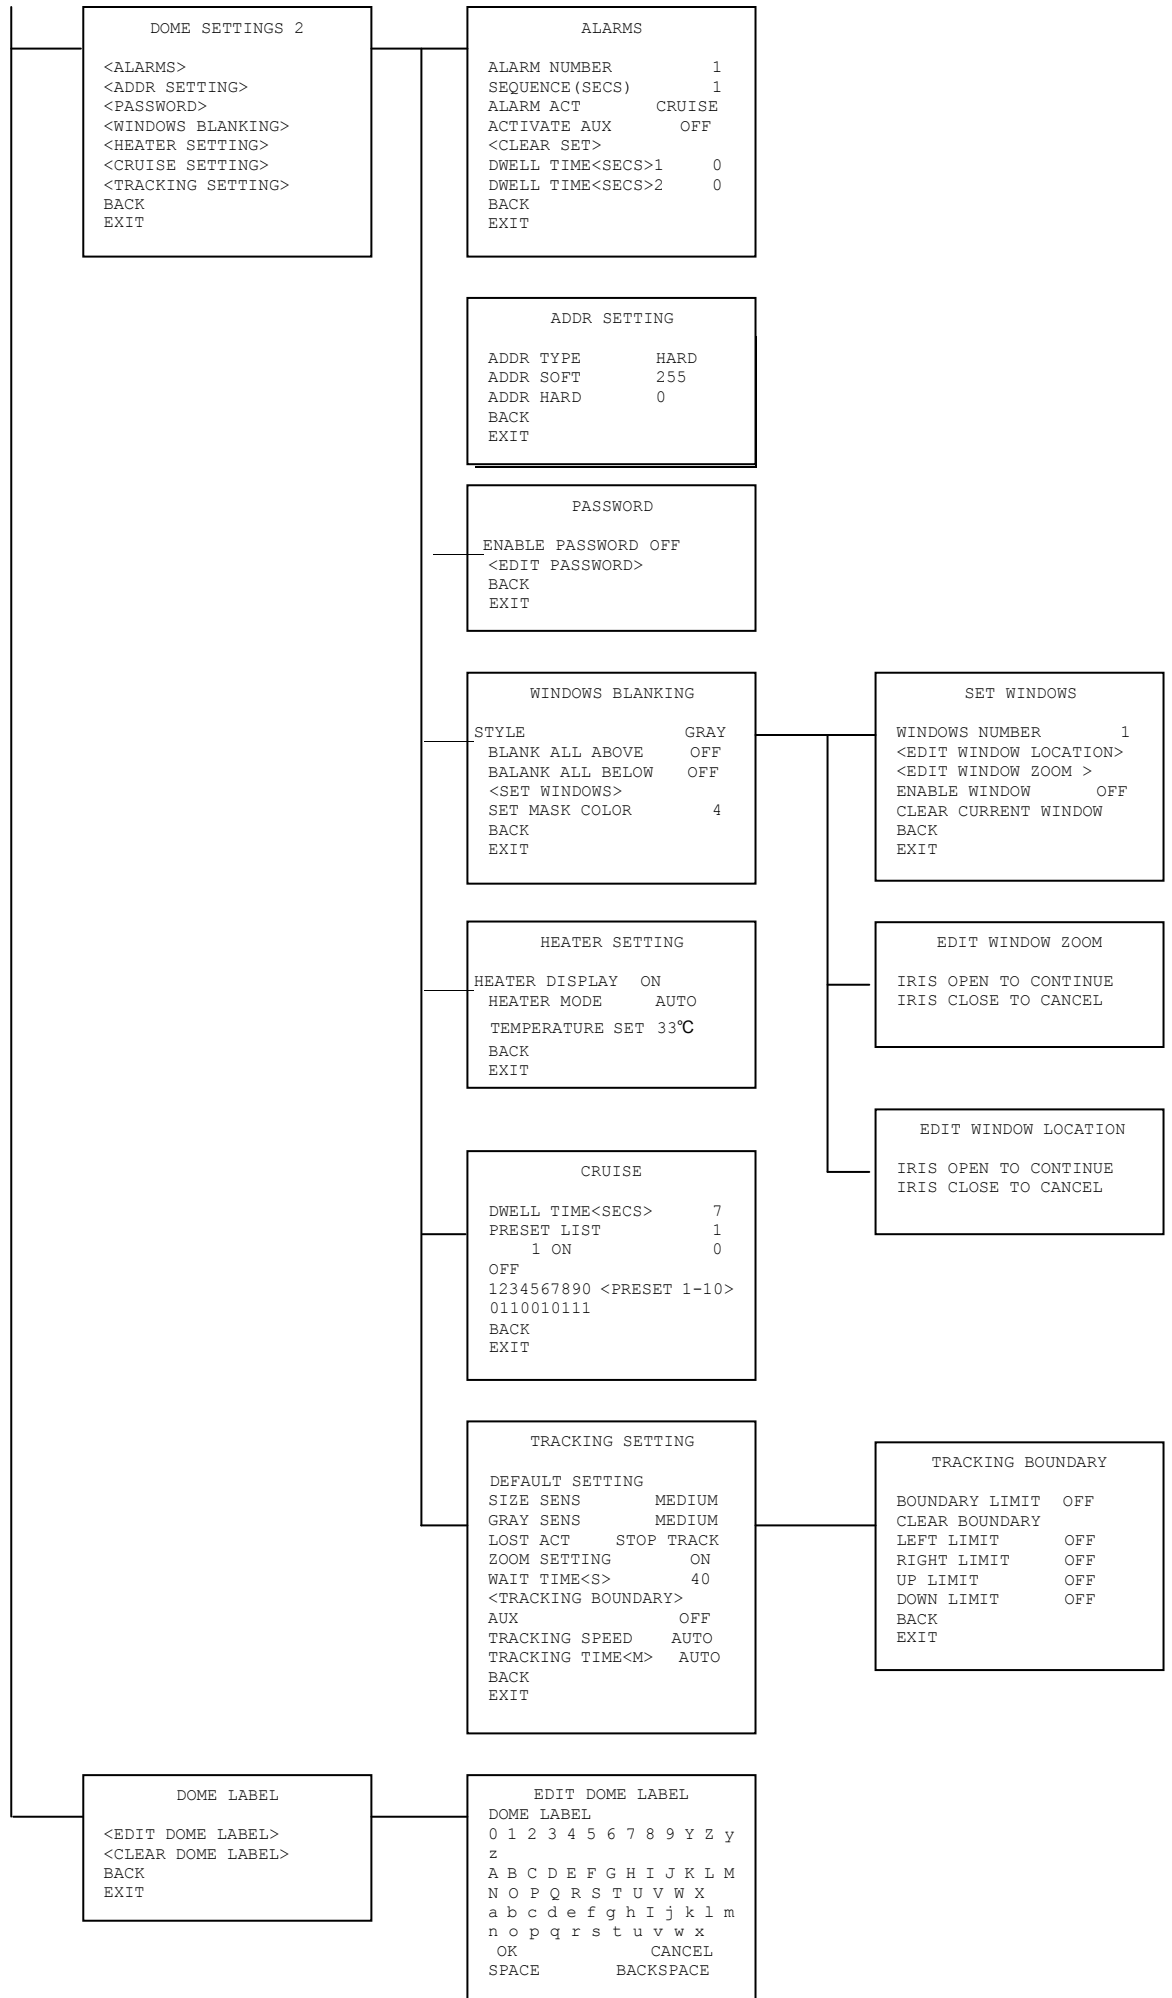 DOME SETTINGS 2
<ALARMS>
<ADDR SETTING>
<PASSWORD>
<WINDOWS BLANKING>
<HEATER SETTING>
<CRUISE SETTING>
<TRACKING SETTING>
BACK
EXIT
ALARMS
ALARM NUMBER 1
SEQUENCE(SECS) 1
ALARM ACT CRUISE
ACTIVATE AUX OFF
<CLEAR SET>
DWELL TIME<SECS>1 0
DWELL TIME<SECS>2 0
BACK
EXIT
ADDR SETTING
ADDR TYPE HARD
ADDR SOFT 255
ADDR HARD 0
BACK
EXIT
PASSWORD
ENABLE PASSWORD OFF
<EDIT PASSWORD>
BACK
EXIT
WINDOWS BLANKING
STYLE GRAY
BLANK ALL ABOVE OFF
BALANK ALL BELOW OFF
<SET WINDOWS>
SET MASK COLOR 4
BACK
EXIT
SET WINDOWS
WINDOWS NUMBER 1
<EDIT WINDOW LOCATION>
<EDIT WINDOW ZOOM >
ENABLE WINDOW OFF
CLEAR CURRENT WINDOW
BACK
EXIT
HEATER SETTING
HEATER DISPLAY ON
HEATER MODE AUTO
TEMPERATURE SET 33℃
BACK
EXIT
EDIT WINDOW ZOOM
IRIS OPEN TO CONTINUE
IRIS CLOSE TO CANCEL
EDIT WINDOW LOCATION
IRIS OPEN TO CONTINUE
IRIS CLOSE TO CANCEL
CRUISE
DWELL TIME<SECS> 7
PRESET LIST 1
1 ON 0
OFF
1234567890 <PRESET 1-10>
0110010111
BACK
EXIT
TRACKING SETTING
DEFAULT SETTING
SIZE SENS MEDIUM
GRAY SENS MEDIUM
LOST ACT STOP TRACK
ZOOM SETTING ON
WAIT TIME<S> 40
<TRACKING BOUNDARY>
AUX OFF
TRACKING SPEED AUTO
TRACKING TIME<M> AUTO
BACK
EXIT
TRACKING BOUNDARY
BOUNDARY LIMIT OFF
CLEAR BOUNDARY
LEFT LIMIT OFF
RIGHT LIMIT OFF
UP LIMIT OFF
DOWN LIMIT OFF
BACK
EXIT
DOME LABEL
<EDIT DOME LABEL>
<CLEAR DOME LABEL>
BACK
EXIT
EDIT DOME LABEL
DOME LABEL
0 1 2 3 4 5 6 7 8 9 Y Z y
z
A B C D E F G H I J K L M
N O P Q R S T U V W X
a b c d e f g h I j k l m
n o p q r s t u v w x
OK CANCEL
SPACE BACKSPACE